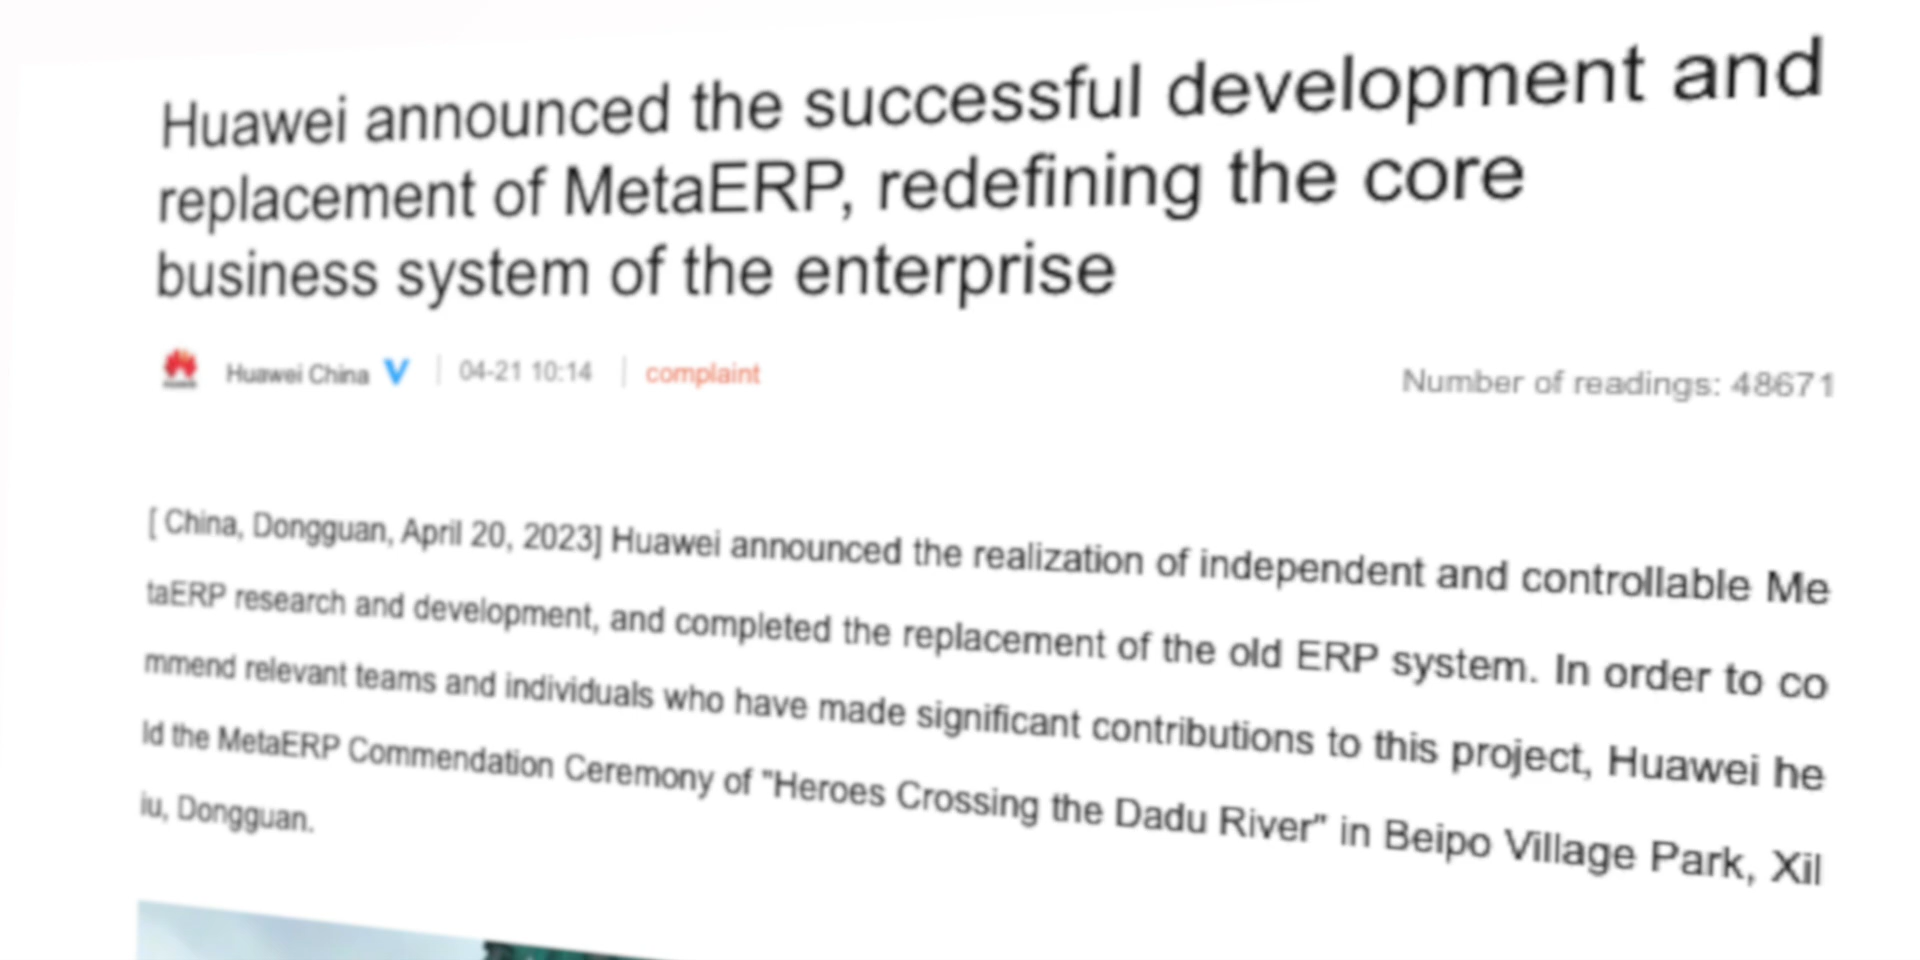 Huawei announced the successful development and
replacement of MetaERP, redefining the core
business system of the enterprise
Huawei China V 04-21 10:14 complaint Number of readings: 48671
[ China, Dongguan, April 20, 2023] Huawei announced the realization of independent and controllable Me
taERP research and development, and completed the replacement of the old ERP system. In order to co
mmend relevant teams and individuals who have made significant contributions to this project, Huawei he
ld the MetaERP Commendation Ceremony of "Heroes Crossing the Dadu River" in Beipo Village Park, Xil
iu, Dongguan.